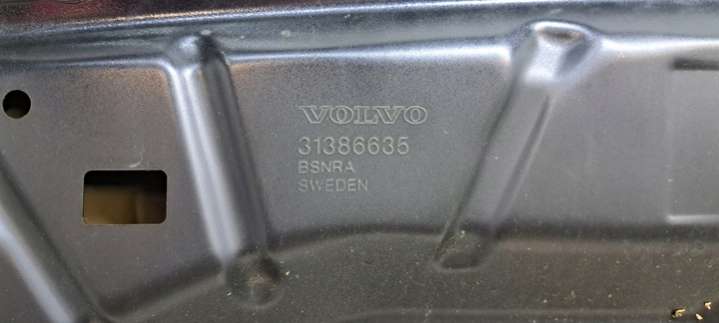 VOLVO
31386635
BSNRA
SWEDEN